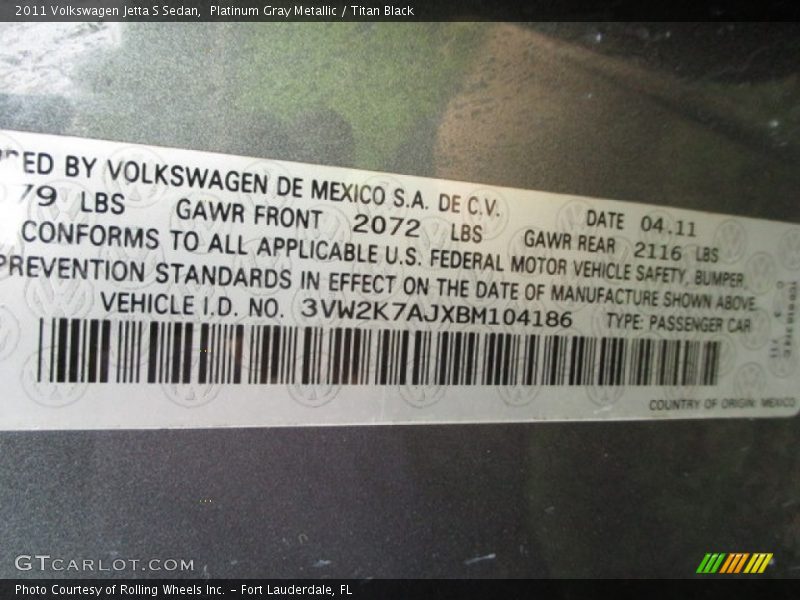 2011 Volkswagen Jetta S Sedan,  Platinum Gray Metallic / Titan Black
RED BY VOLKSWAGEN DE MEXICO S.A. DE C.V. DATE 04.11
79 LBS GAWR FRONT 2072 LBS GAWR REAR 2116 LBS
CONFORMS TO ALL APPLICABLE U.S. FEDERAL MOTOR VEHICLE SAFETY, BUMPER,
PREVENTION STANDARDS IN EFFECT ON THE DATE OF MANUFACTURE SHOWN ABOVE.
VEHICLE I.D. NO. 3VW2K7AJXBM104186 TYPE: PASSENGER CAR
COUNTRY OF ORIGIN: MEXICO
GTCARLOT.COM
Photo Courtesy of Rolling Wheels Inc. – Fort Lauderdale, FL